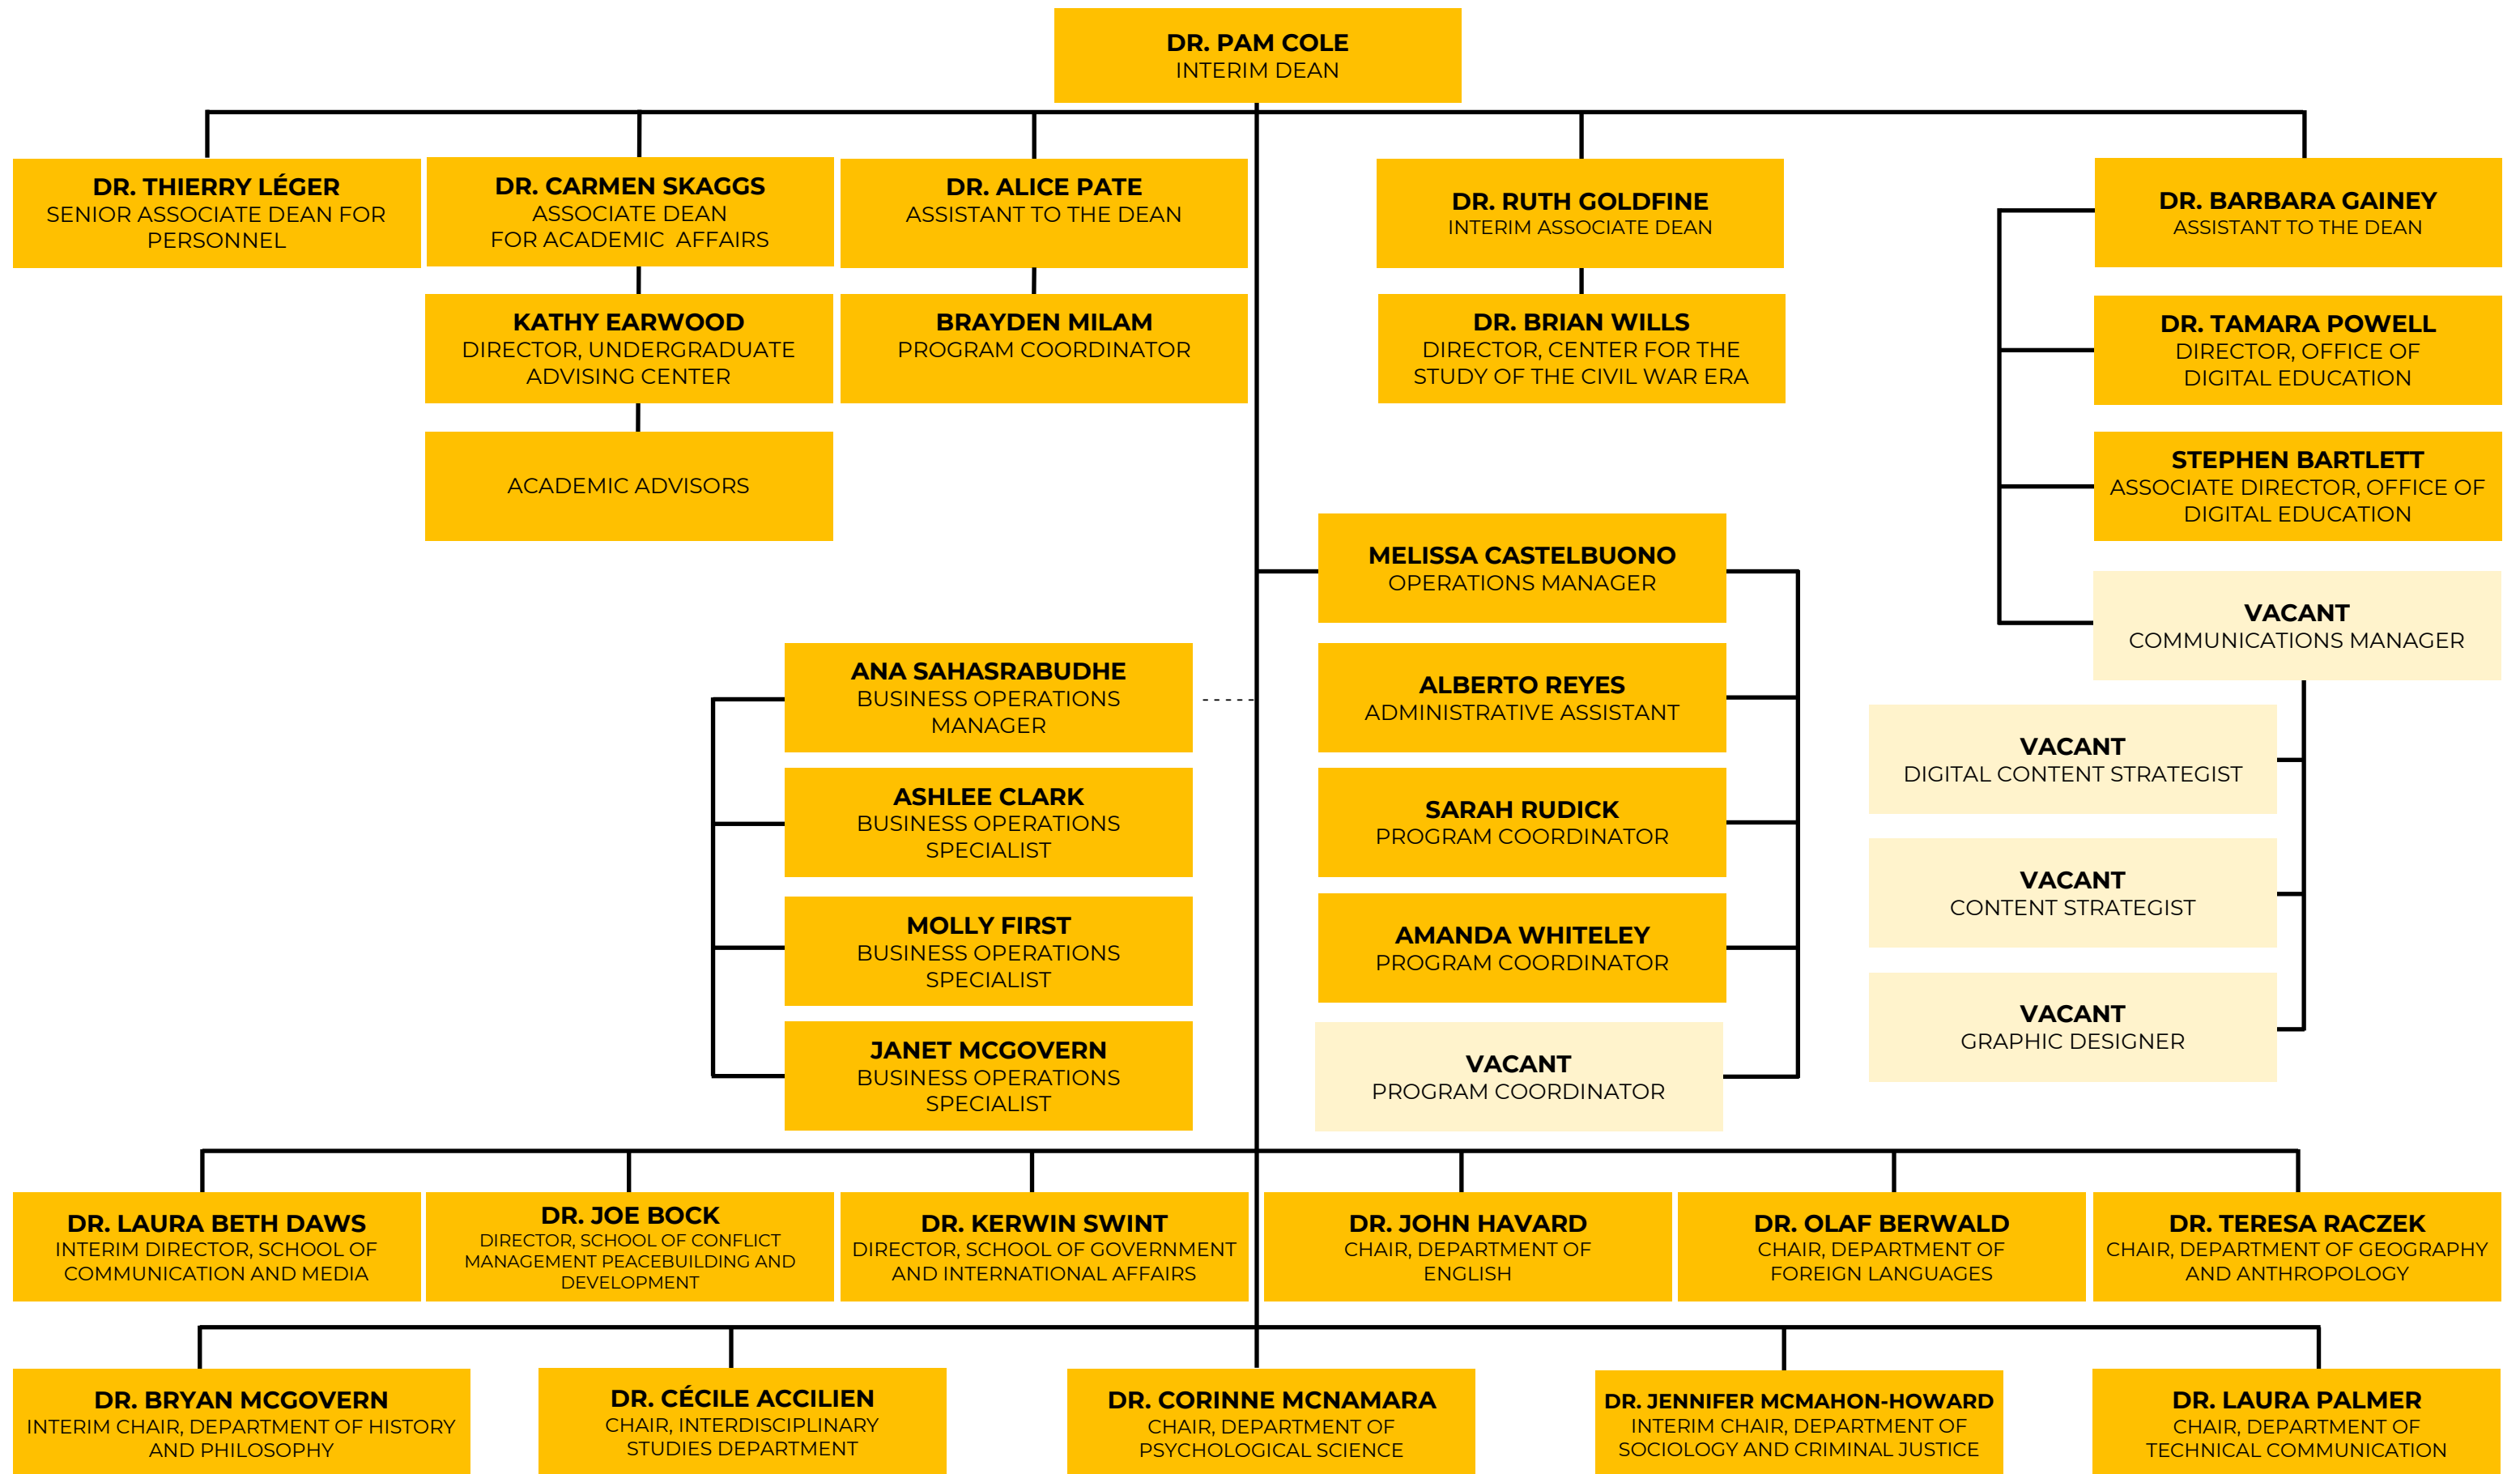 DR. PAM COLE
INTERIM DEAN
DR. THIERRY LÉGER
SENIOR ASSOCIATE DEAN FOR
PERSONNEL
DR. CARMEN SKAGGS
ASSOCIATE DEAN
FOR ACADEMIC AFFAIRS
DR. ALICE PATE
ASSISTANT TO THE DEAN
DR. RUTH GOLDFINE
INTERIM ASSOCIATE DEAN
DR. BARBARA GAINEY
ASSISTANT TO THE DEAN
KATHY EARWOOD
DIRECTOR, UNDERGRADUATE
ADVISING CENTER
BRAYDEN MILAM
PROGRAM COORDINATOR
DR. BRIAN WILLS
DIRECTOR, CENTER FOR THE
STUDY OF THE CIVIL WAR ERA
DR. TAMARA POWELL
DIRECTOR, OFFICE OF
DIGITAL EDUCATION
ACADEMIC ADVISORS
STEPHEN BARTLETT
ASSOCIATE DIRECTOR, OFFICE OF
DIGITAL EDUCATION
MELISSA CASTELBUONO
OPERATIONS MANAGER
VACANT
COMMUNICATIONS MANAGER
ANA SAHASRABUDHE
BUSINESS OPERATIONS
MANAGER
ALBERTO REYES
ADMINISTRATIVE ASSISTANT
VACANT
DIGITAL CONTENT STRATEGIST
ASHLEE CLARK
BUSINESS OPERATIONS
SPECIALIST
SARAH RUDICK
PROGRAM COORDINATOR
VACANT
CONTENT STRATEGIST
MOLLY FIRST
BUSINESS OPERATIONS
SPECIALIST
AMANDA WHITELEY
PROGRAM COORDINATOR
VACANT
GRAPHIC DESIGNER
JANET MCGOVERN
BUSINESS OPERATIONS
SPECIALIST
VACANT
PROGRAM COORDINATOR
DR. LAURA BETH DAWS
INTERIM DIRECTOR, SCHOOL OF
COMMUNICATION AND MEDIA
DR. JOE BOCK
DIRECTOR, SCHOOL OF CONFLICT
MANAGEMENT PEACEBUILDING AND
DEVELOPMENT
DR. KERWIN SWINT
DIRECTOR, SCHOOL OF GOVERNMENT
AND INTERNATIONAL AFFAIRS
DR. JOHN HAVARD
CHAIR, DEPARTMENT OF
ENGLISH
DR. OLAF BERWALD
CHAIR, DEPARTMENT OF
FOREIGN LANGUAGES
DR. TERESA RACZEK
CHAIR, DEPARTMENT OF GEOGRAPHY
AND ANTHROPOLOGY
DR. BRYAN MCGOVERN
INTERIM CHAIR, DEPARTMENT OF HISTORY
AND PHILOSOPHY
DR. CÉCILE ACCILIEN
CHAIR, INTERDISCIPLINARY
STUDIES DEPARTMENT
DR. CORINNE MCNAMARA
CHAIR, DEPARTMENT OF
PSYCHOLOGICAL SCIENCE
DR. JENNIFER MCMAHON-HOWARD
INTERIM CHAIR, DEPARTMENT OF
SOCIOLOGY AND CRIMINAL JUSTICE
DR. LAURA PALMER
CHAIR, DEPARTMENT OF
TECHNICAL COMMUNICATION